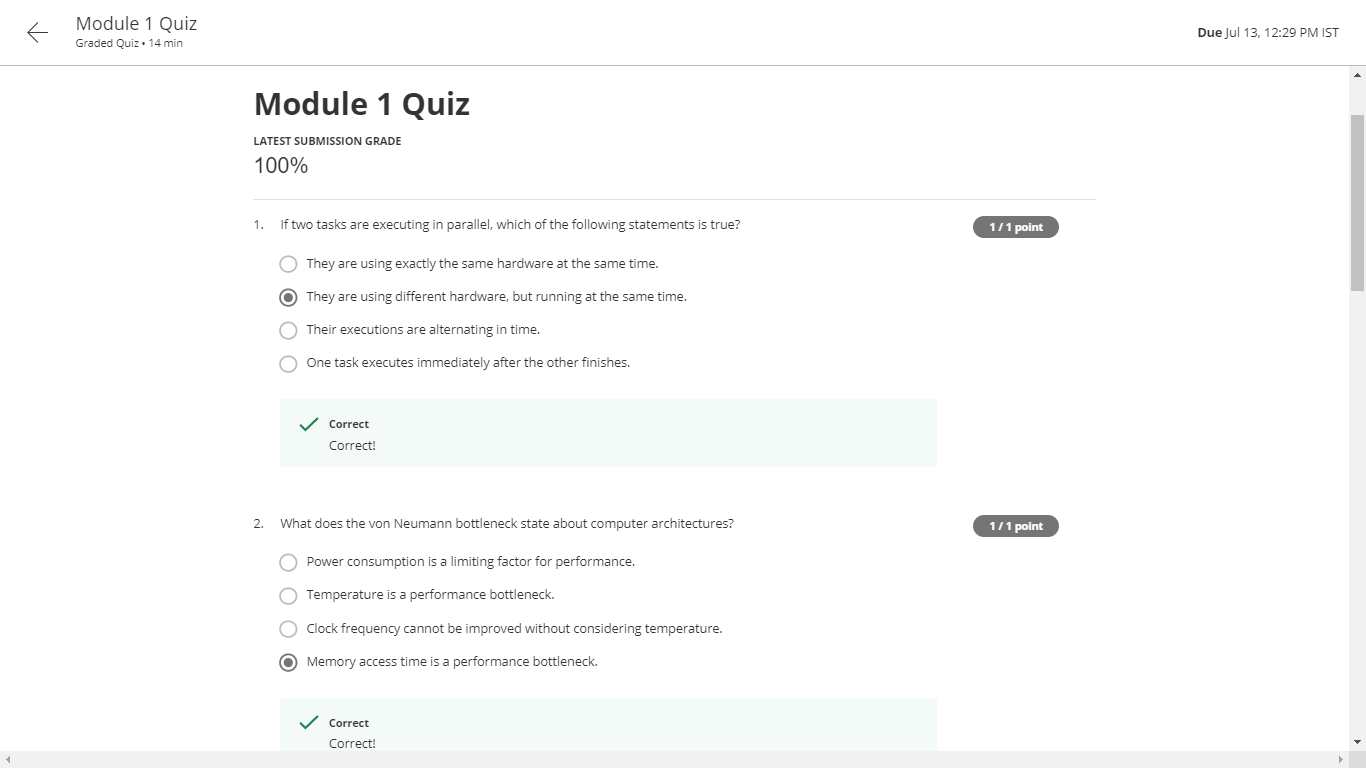 Module 1 Quiz
Graded Quiz • 14 min
Due Jul 13, 12:29 PM IST
Module 1 Quiz
LATEST SUBMISSION GRADE
100%
1. If two tasks are executing in parallel, which of the following statements is true?
1 / 1 point
They are using exactly the same hardware at the same time.
They are using different hardware, but running at the same time.
Their executions are alternating in time.
One task executes immediately after the other finishes.
Correct
Correct!
2. What does the von Neumann bottleneck state about computer architectures?
1 / 1 point
Power consumption is a limiting factor for performance.
Temperature is a performance bottleneck.
Clock frequency cannot be improved without considering temperature.
Memory access time is a performance bottleneck.
Correct
Correct!